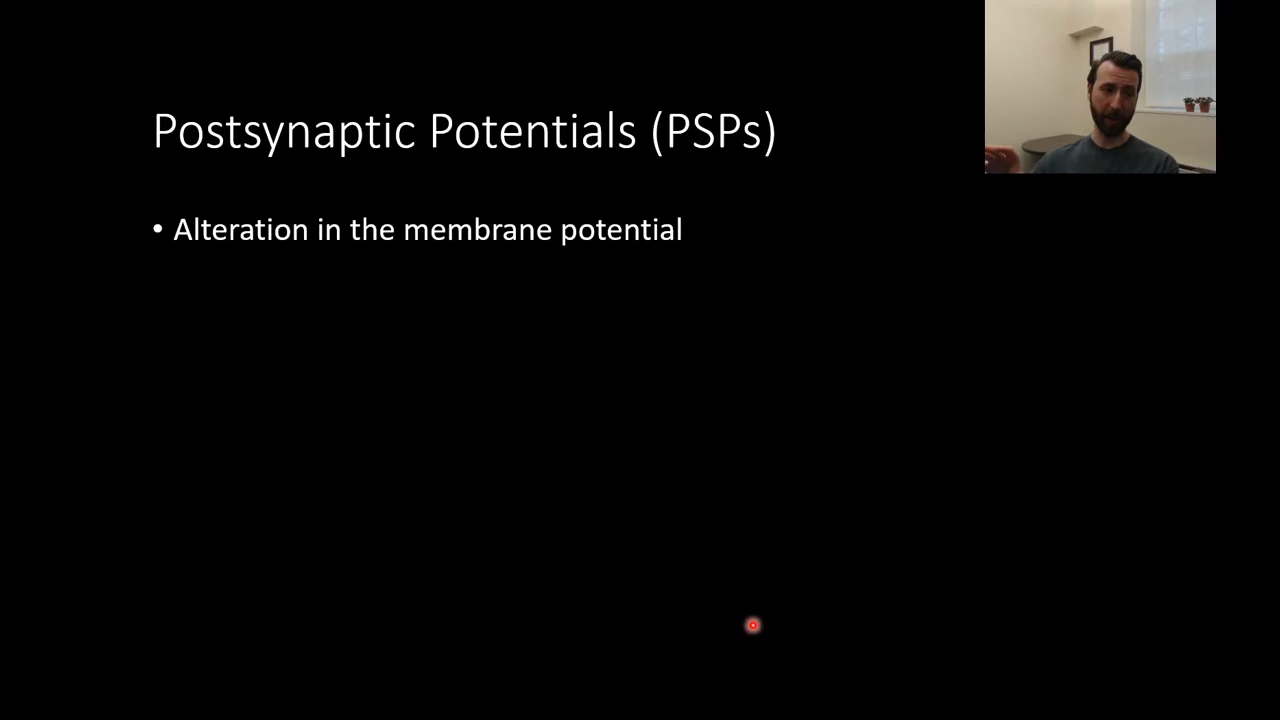 Postsynaptic Potentials (PSPs)
• Alteration in the membrane potential